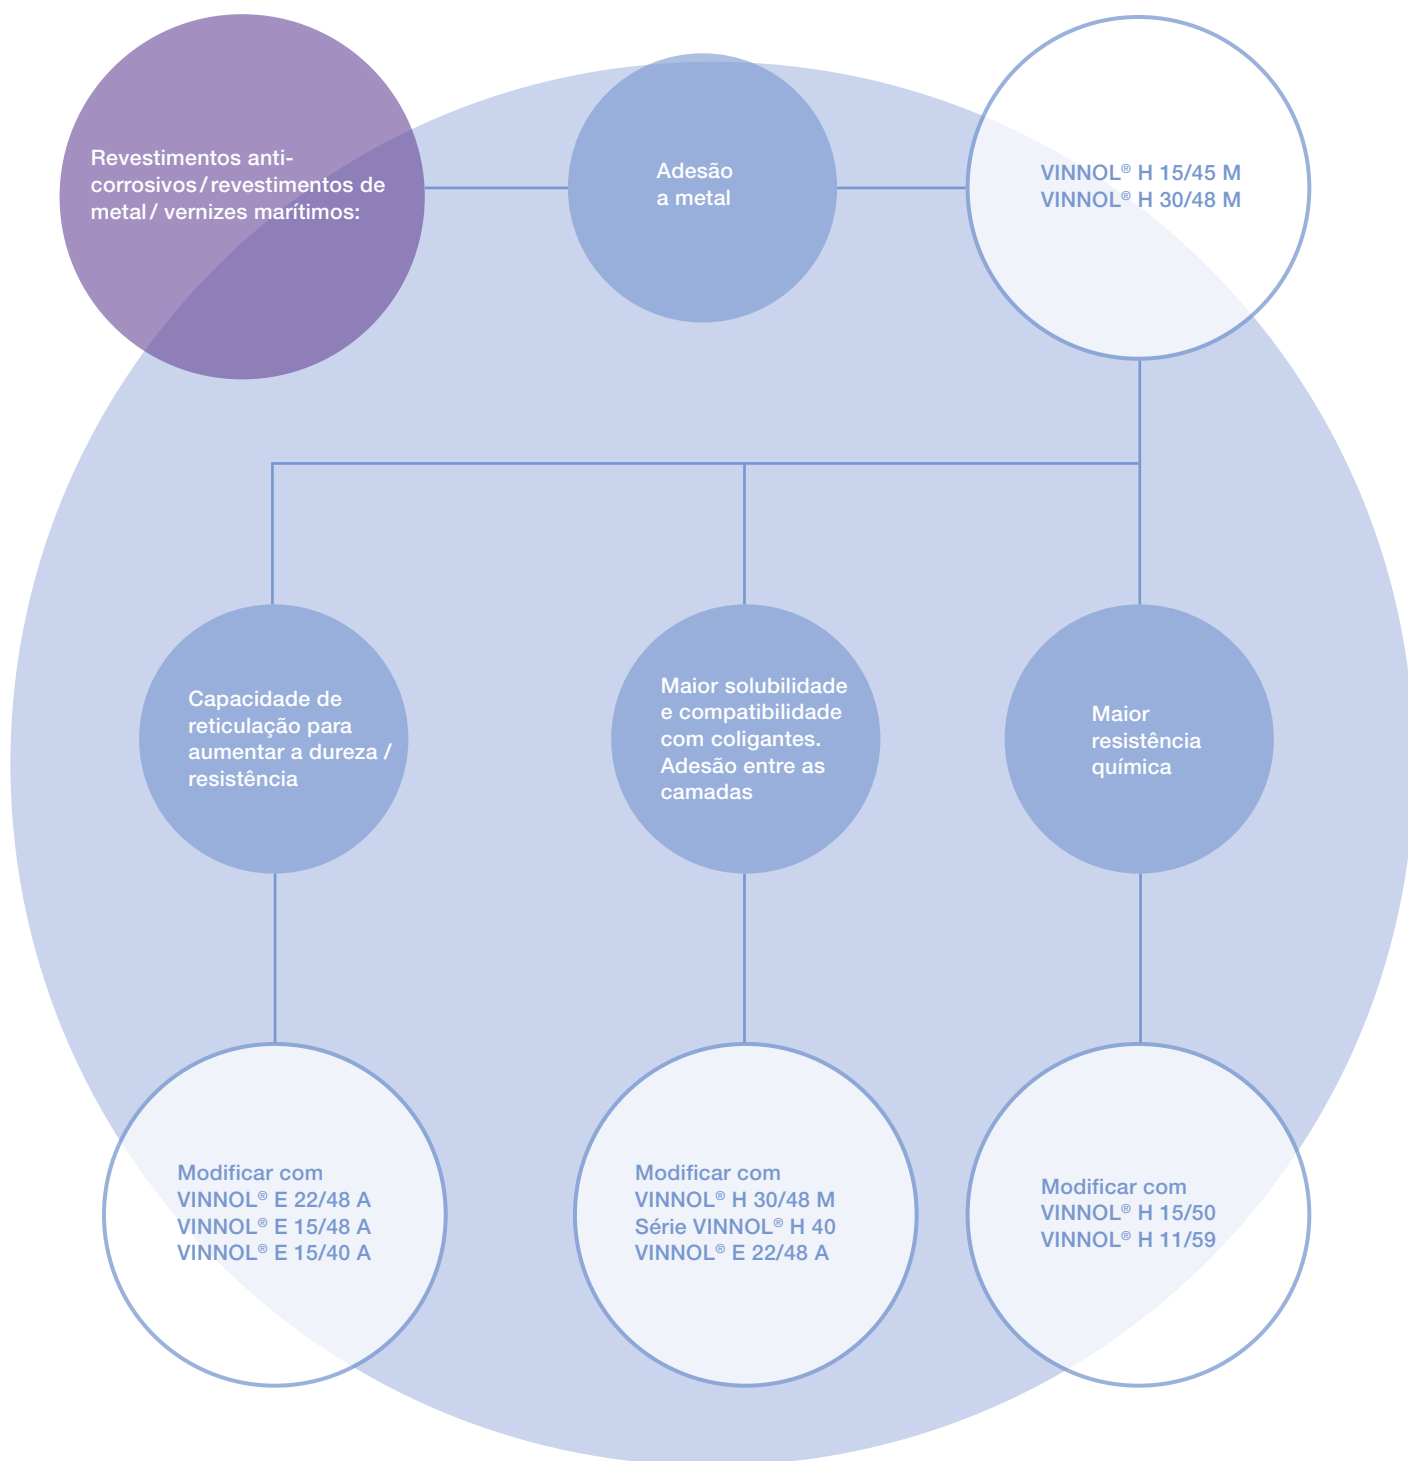 Revestimentos anti-
corrosivos / revestimentos de
metal / vernizes marítimos:
Adesão
a metal
VINNOL® H 15/45 M
VINNOL® H 30/48 M
Capacidade de
reticulação para
aumentar a dureza /
resistência
Maior solubilidade
e compatibilidade
com coligantes.
Adesão entre as
camadas
Maior
resistência
química
Modificar com
VINNOL® E 22/48 A
VINNOL® E 15/48 A
VINNOL® E 15/40 A
Modificar com
VINNOL® H 30/48 M
Série VINNOL® H 40
VINNOL® E 22/48 A
Modificar com
VINNOL® H 15/50
VINNOL® H 11/59